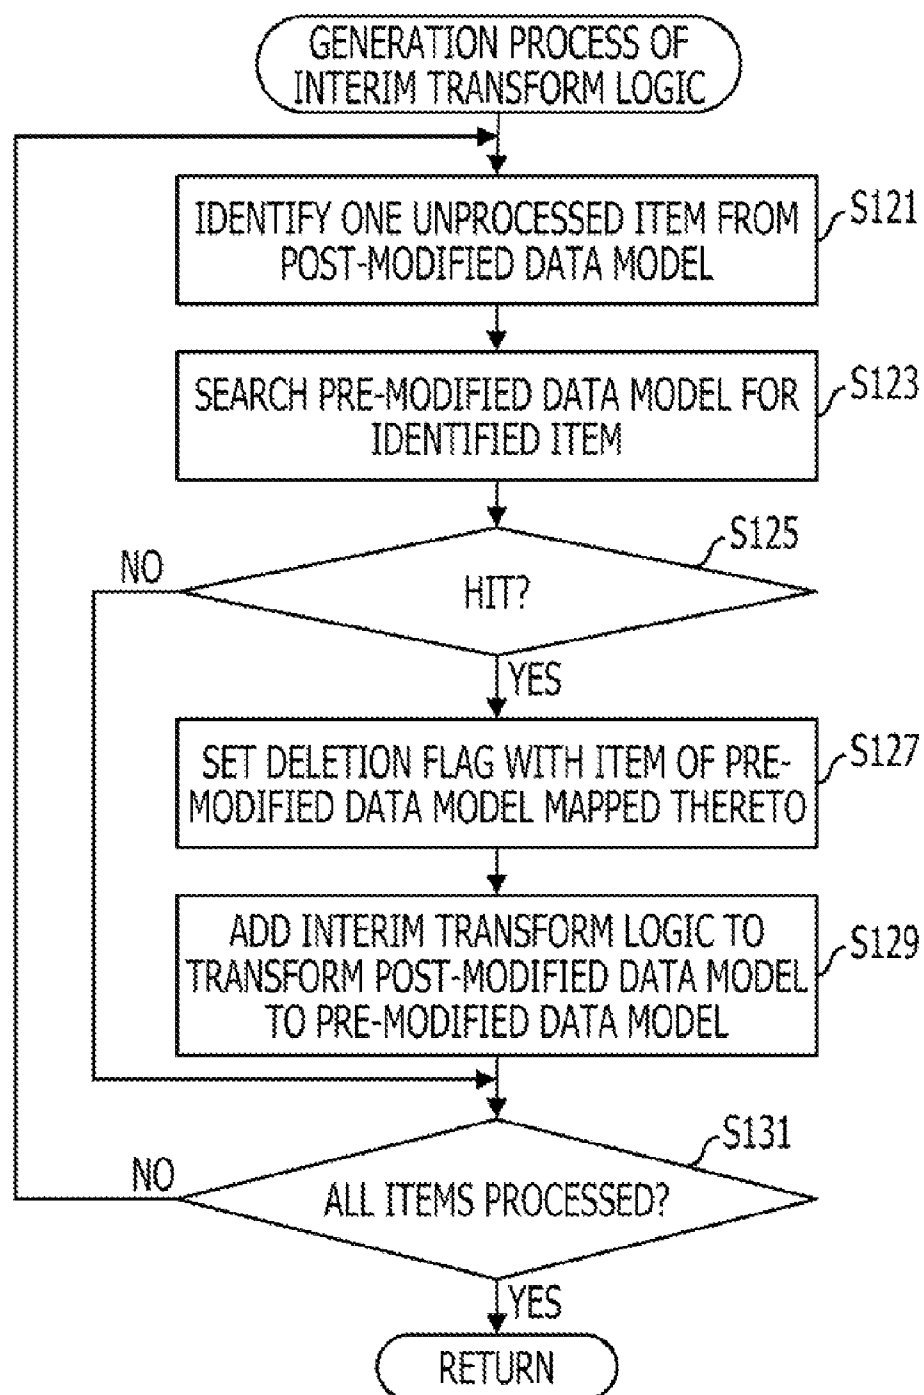 GENERATION PROCESS OF
INTERIM TRANSFORM LOGIC
IDENTIFY ONE UNPROCESSED ITEM FROM
POST-MODIFIED DATA MODEL
S121
SEARCH PRE-MODIFIED DATA MODEL FOR
IDENTIFIED ITEM
S123
S125
NO
HIT?
YES
SET DELETION FLAG WITH ITEM OF PRE-
MODIFIED DATA MODEL MAPPED THERETO
S127
ADD INTERIM TRANSFORM LOGIC TO
TRANSFORM POST-MODIFIED DATA MODEL
TO PRE-MODIFIED DATA MODEL
S129
S131
NO
ALL ITEMS PROCESSED?
YES
RETURN